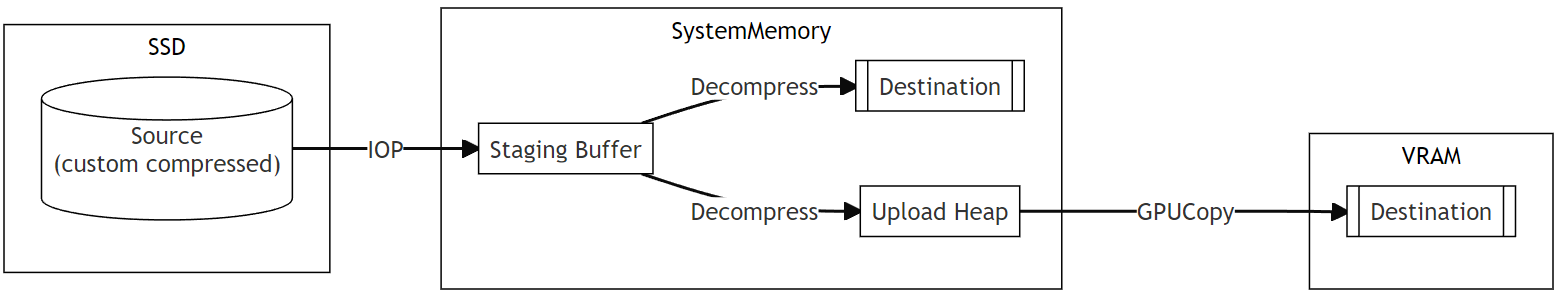 SSD
Source
(custom compressed)
IOP
SystemMemory
Staging Buffer
Decompress
Destination
Decompress
Upload Heap
GPUCopy
VRAM
Destination